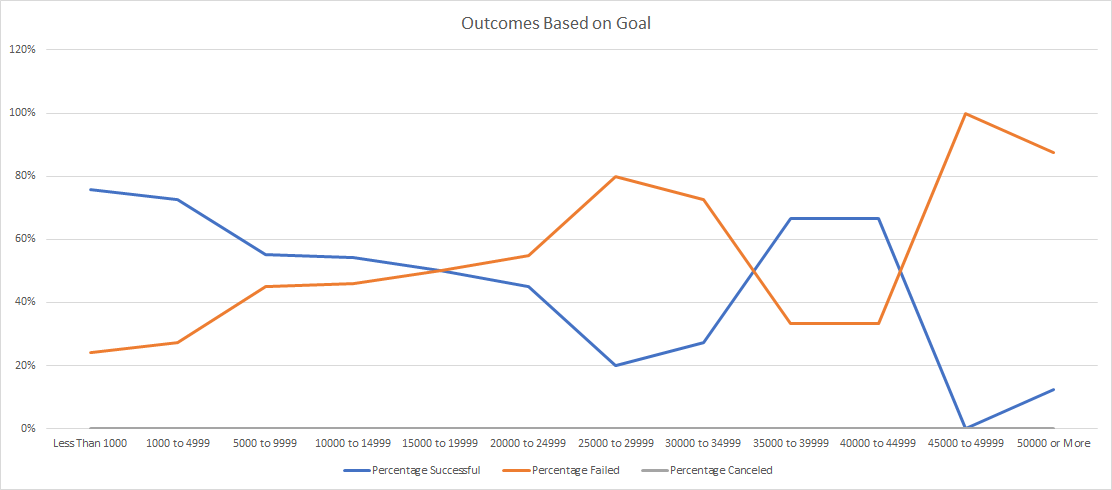 Outcomes Based on Goal
120%
100%
80%
60%
40%
20%
0%
Less Than 1000 1000 to 4999 5000 to 9999 10000 to 14999 15000 to 19999 20000 to 24999 25000 to 29999 30000 to 34999 35000 to 39999 40000 to 44999 45000 to 49999 50000 or More
Percentage Successful Percentage Failed Percentage Canceled